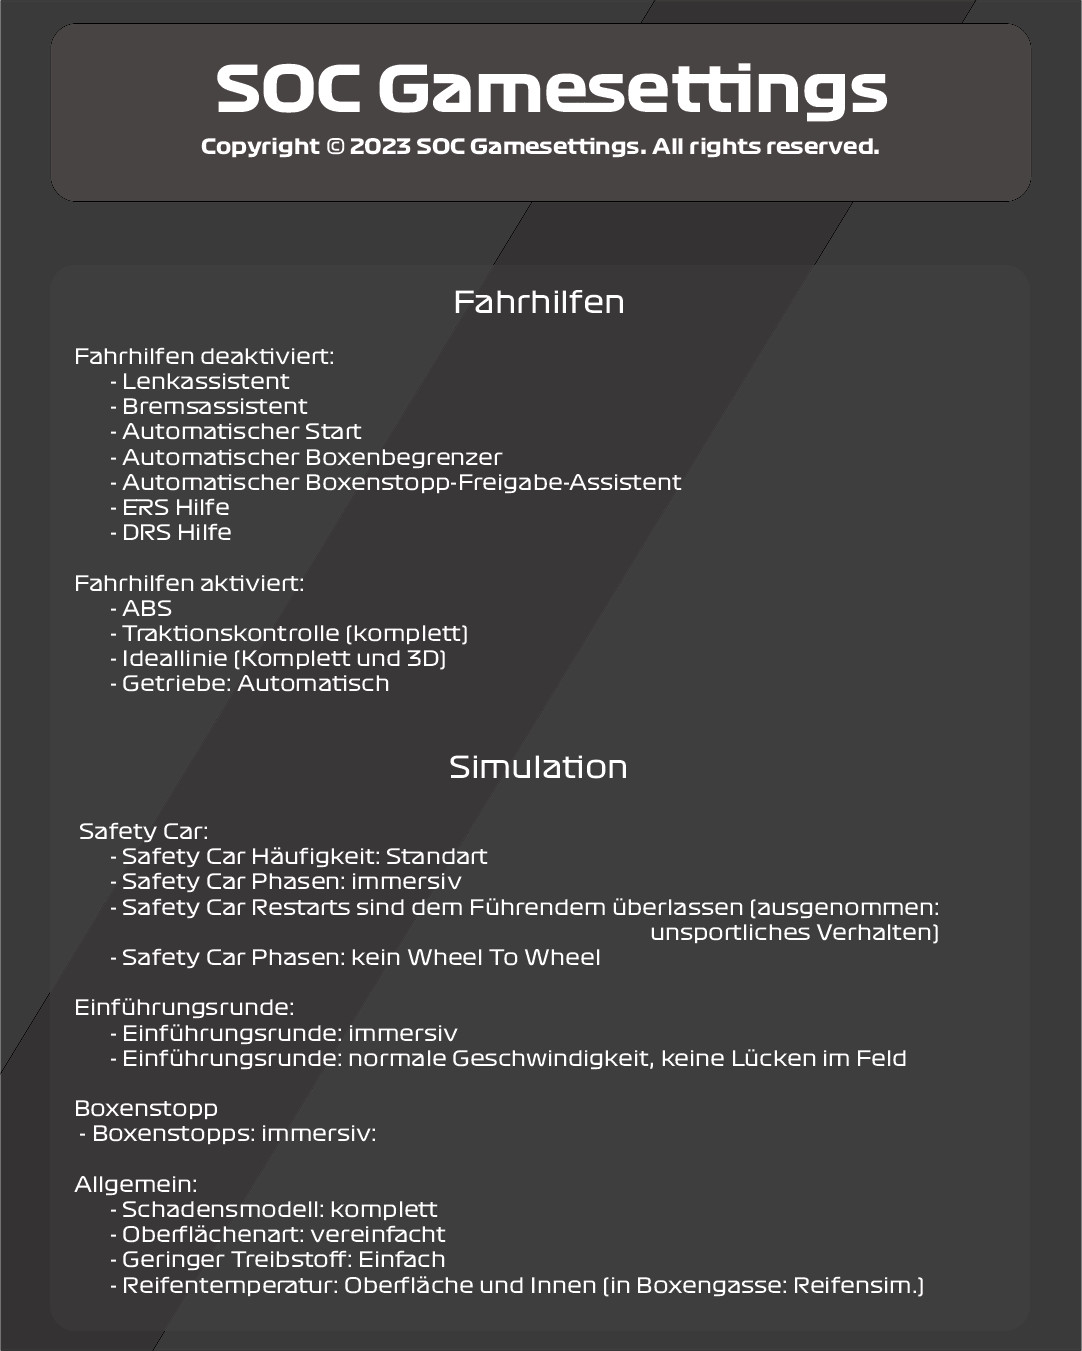 SOC Gamesettings
Copyright © 2023 SOC Gamesettings. All rights reserved.
Fahrhilfen
Fahrhilfen deaktiviert:
- Lenkassistent
- Bremsassistent
- Automatischer Start
- Automatischer Boxenbegrenzer
- Automatischer Boxenstopp-Freigabe-Assistent
- ERS Hilfe
- DRS Hilfe
Fahrhilfen aktiviert:
- ABS
- Traktionskontrolle (komplett)
- Ideallinie (Komplett und 3D)
- Getriebe: Automatisch
Simulation
Safety Car:
- Safety Car Häufigkeit: Standart
- Safety Car Phasen: immersiv
- Safety Car Restarts sind dem Führendem überlassen (ausgenommen:
unsportliches Verhalten)
- Safety Car Phasen: kein Wheel To Wheel
Einführungsrunde:
- Einführungsrunde: immersiv
- Einführungsrunde: normale Geschwindigkeit, keine Lücken im Feld
Boxenstopp
- Boxenstopps: immersiv:
Allgemein:
- Schadensmodell: komplett
- Oberflächenart: vereinfacht
- Geringer Treibstoff: Einfach
- Reifentemperatur: Oberfläche und Innen (in Boxengasse: Reifensim.)